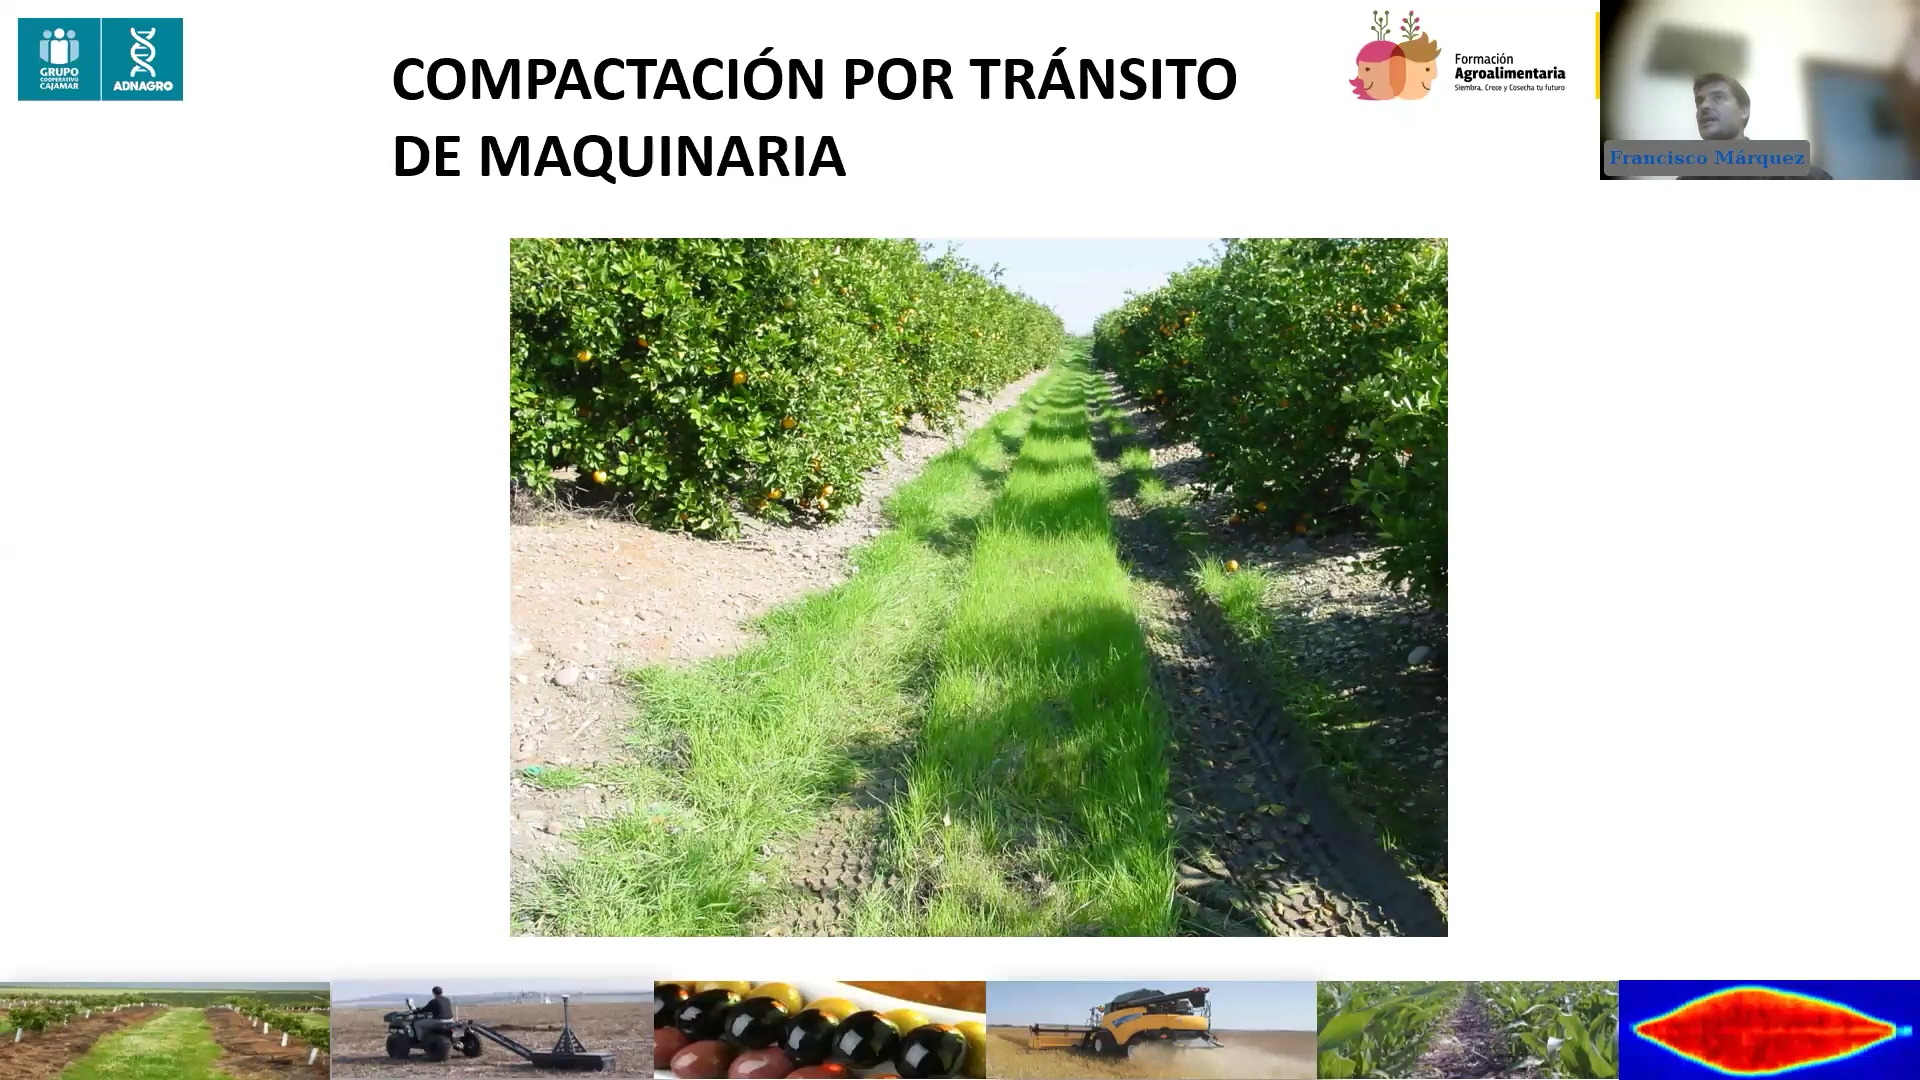 GRUPO
COOPERATIVO
CAJAMAR
ADNAGRO
COMPACTACIÓN POR TRÁNSITO
DE MAQUINARIA
Formación
Agroalimentaria
Siembra, Crece y Cosecha tu futuro
Francisco Márquez